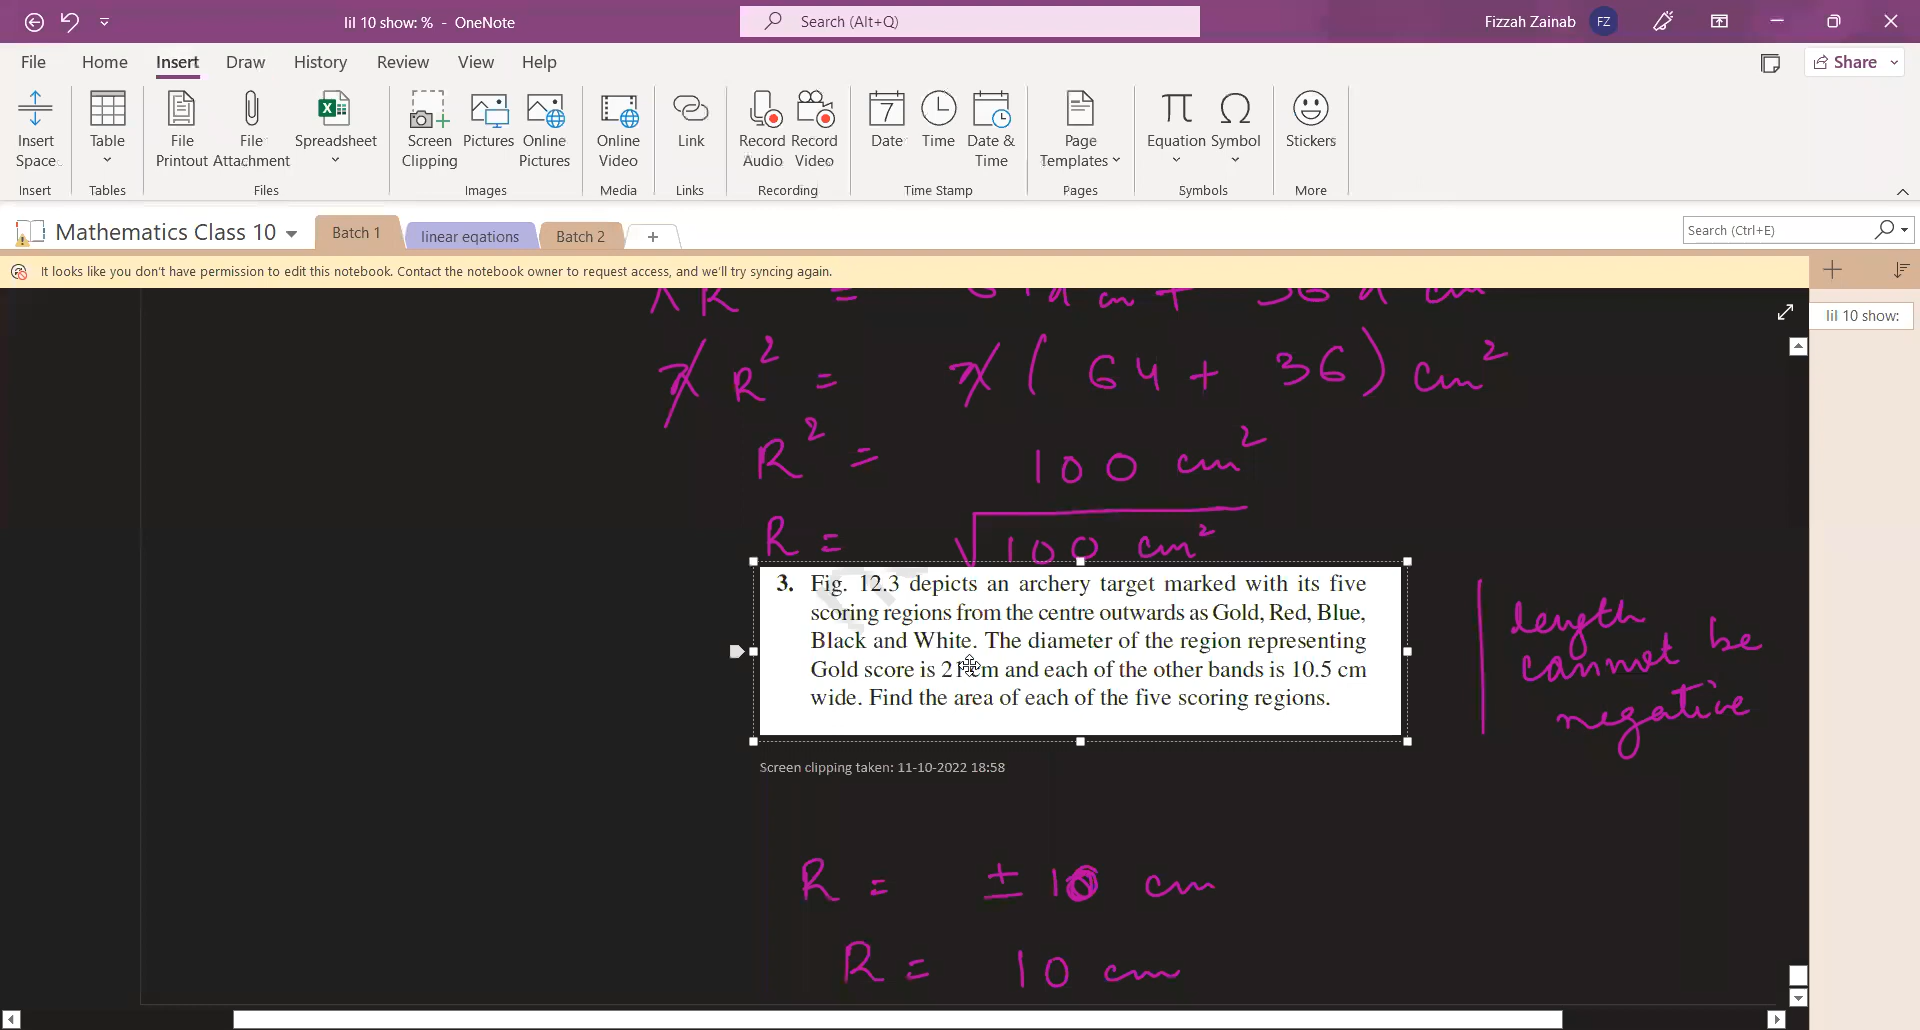 lil 10 show: % - OneNote
Search (Alt+Q)
Fizzah Zainab
FZ
File Home Insert Draw History Review View Help
Share
Insert Space
Table
File Printout
File Attachment
Spreadsheet
Screen Clipping
Pictures
Online Pictures
Online Video
Link
Record Audio
Record Video
7
Date
Time
Date & Time
Page Templates
π
Equation
Ω
Symbol
Stickers
Insert Tables Files Images Media Links Recording Time Stamp Pages Symbols More
Mathematics Class 10
Batch 1
linear eqations
Batch 2
+
Search (Ctrl+E)
It looks like you don't have permission to edit this notebook. Contact the notebook owner to request access, and we'll try syncing again.
lil 10 show:
π R² = π ( 64 + 36 ) cm²
R² = 100 cm²
R = √100 cm²
3. Fig. 12.3 depicts an archery target marked with its five
scoring regions from the centre outwards as Gold, Red, Blue,
Black and White. The diameter of the region representing
Gold score is 21 cm and each of the other bands is 10.5 cm
wide. Find the area of each of the five scoring regions.
length
cannot be
negative
Screen clipping taken: 11-10-2022 18:58
R = ± 10 cm
R = 10 cm